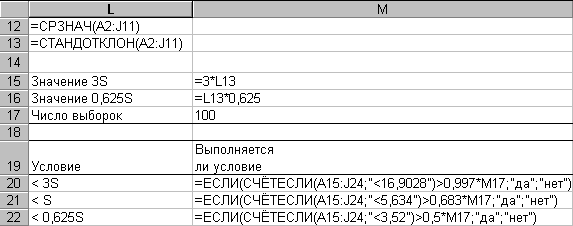 L M
12 =СРЗНАЧ(A2:J11)
13 =СТАНДОТКЛОН(A2:J11)
14
15 Значение 3S =3*L13
16 Значение 0,625S =L13*0,625
17 Число выборок 100
18
Выполняется
19 Условие ли условие
20 < 3S =ЕСЛИ(СЧЁТЕСЛИ(A15:J24;"<16,9028")>0,997*M17;"да";"нет")
21 < S =ЕСЛИ(СЧЁТЕСЛИ(A15:J24;"<5,634")>0,683*M17;"да";"нет")
22 < 0,625S =ЕСЛИ(СЧЁТЕСЛИ(A15:J24;"<3,52")>0,5*M17;"да";"нет")